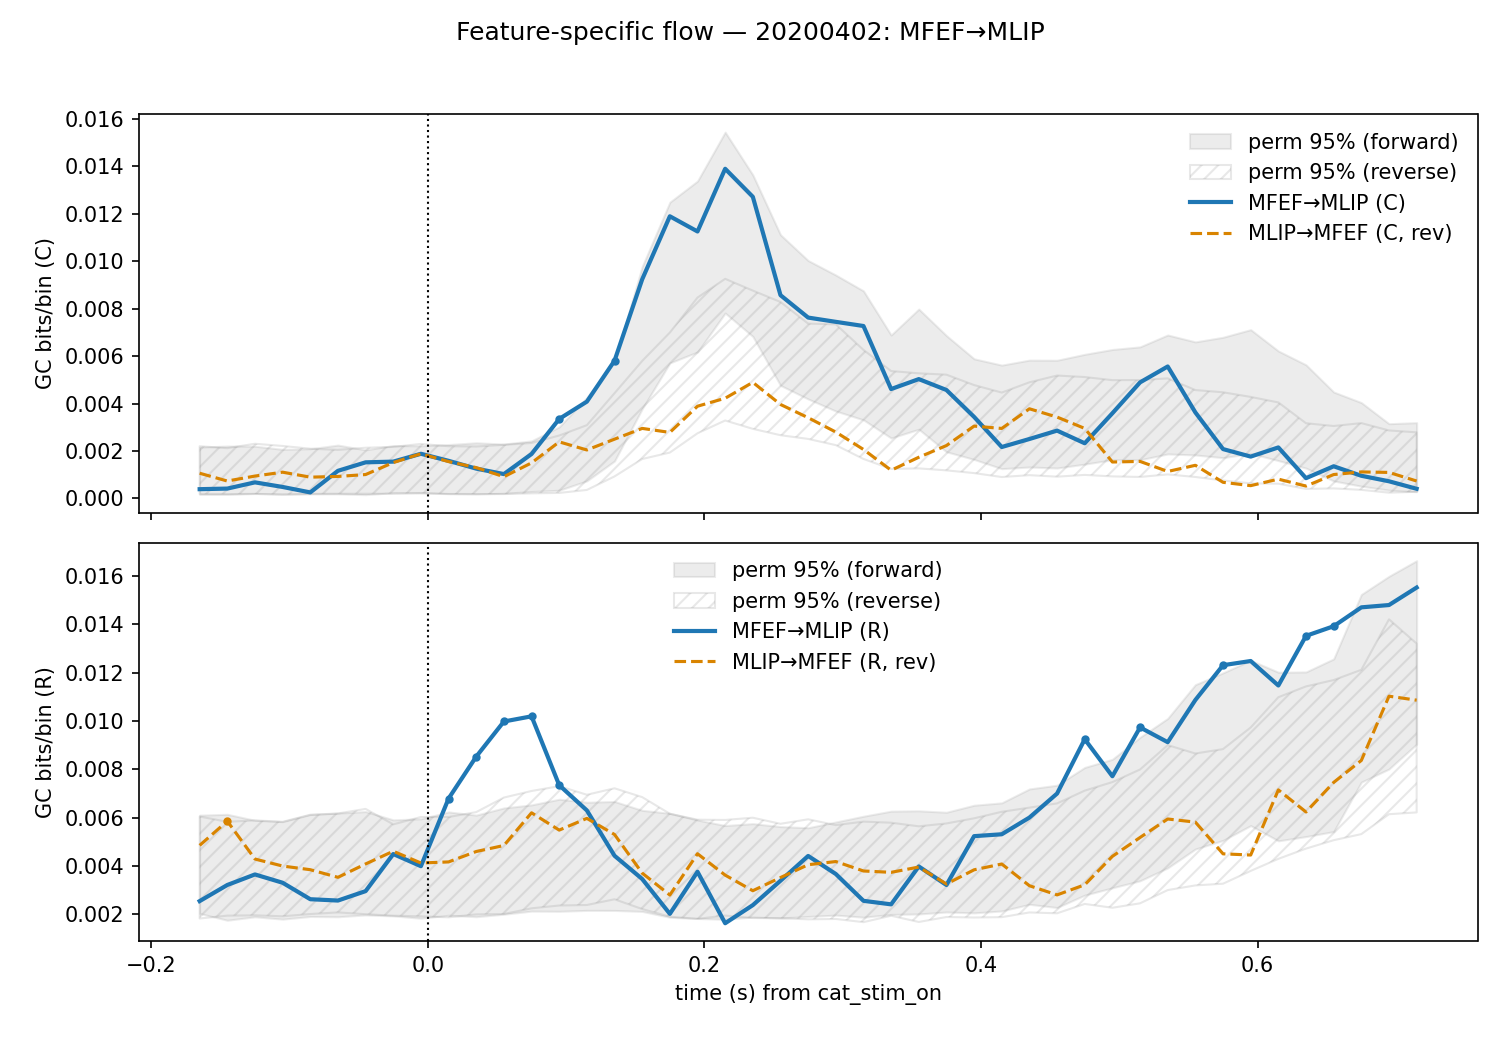 Feature-specific flow — 20200402: MFEF→MLIP
GC bits/bin (C)
0.016
0.014
0.012
0.010
0.008
0.006
0.004
0.002
0.000
perm 95% (forward)
perm 95% (reverse)
MFEF→MLIP (C)
MLIP→MFEF (C, rev)
GC bits/bin (R)
0.016
0.014
0.012
0.010
0.008
0.006
0.004
0.002
perm 95% (forward)
perm 95% (reverse)
MFEF→MLIP (R)
MLIP→MFEF (R, rev)
−0.2 0.0 0.2 0.4 0.6
time (s) from cat_stim_on